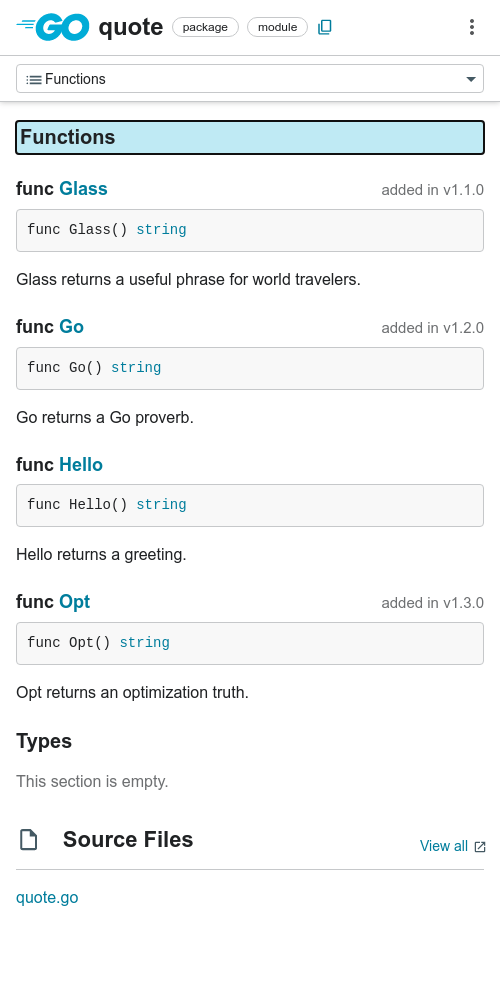 GO quote package module
Functions
Functions
func Glass added in v1.1.0
func Glass() string
Glass returns a useful phrase for world travelers.
func Go added in v1.2.0
func Go() string
Go returns a Go proverb.
func Hello
func Hello() string
Hello returns a greeting.
func Opt added in v1.3.0
func Opt() string
Opt returns an optimization truth.
Types
This section is empty.
Source Files View all
quote.go